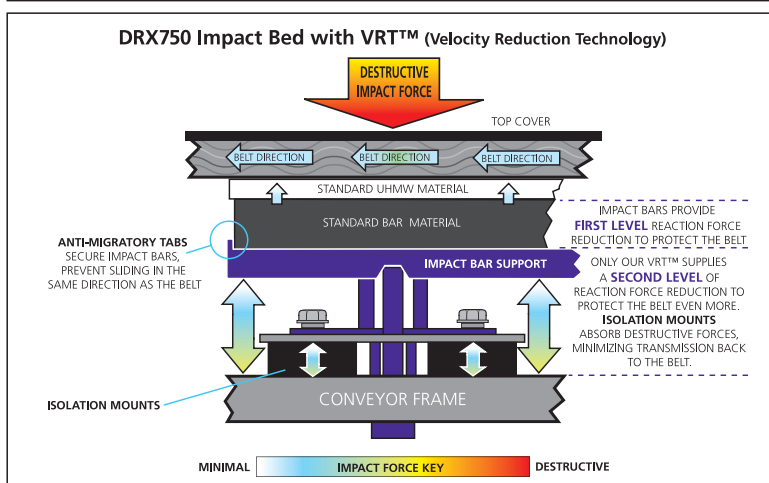 DRX750 Impact Bed with VRT™ (Velocity Reduction Technology)
DESTRUCTIVE
IMPACT FORCE
TOP COVER
BELT DIRECTION BELT DIRECTION BELT DIRECTION
STANDARD UHMW MATERIAL
STANDARD BAR MATERIAL
IMPACT BARS PROVIDE
FIRST LEVEL REACTION FORCE
REDUCTION TO PROTECT THE BELT
ANTI-MIGRATORY TABS
SECURE IMPACT BARS,
PREVENT SLIDING IN THE
SAME DIRECTION AS THE BELT
IMPACT BAR SUPPORT
ONLY OUR VRT™ SUPPLIES
A SECOND LEVEL OF
REACTION FORCE REDUCTION TO
PROTECT THE BELT EVEN MORE.
ISOLATION MOUNTS
ABSORB DESTRUCTIVE FORCES,
MINIMIZING TRANSMISSION BACK
TO THE BELT.
ISOLATION MOUNTS
CONVEYOR FRAME
MINIMAL IMPACT FORCE KEY DESTRUCTIVE